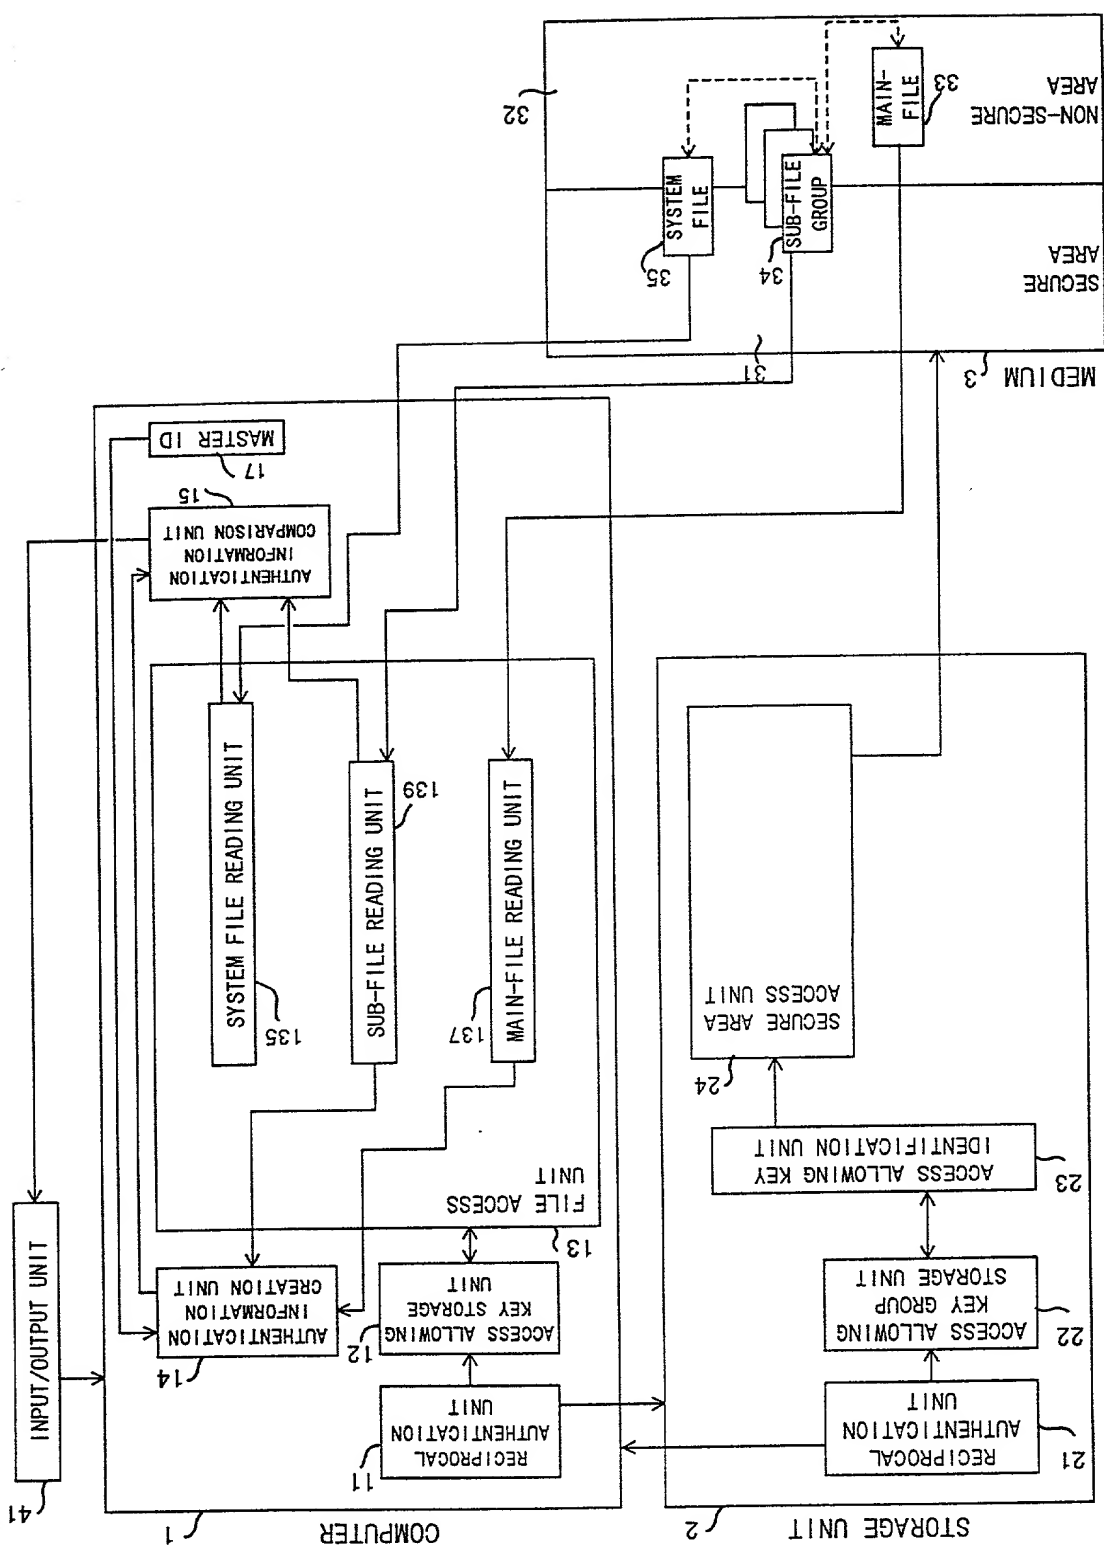 COMPUTER
1
RECIPROCAL
AUTHENTICATION
UNIT
11
ACCESS ALLOWING
KEY STORAGE
UNIT
12
AUTHENTICATION
INFORMATION
CREATION UNIT
14
FILE ACCESS
UNIT
13
MAIN-FILE READING UNIT
137
SUB-FILE READING UNIT
139
SYSTEM FILE READING UNIT
135
AUTHENTICATION
INFORMATION
COMPARISON UNIT
15
MASTER ID
17
INPUT/OUTPUT UNIT
41
STORAGE UNIT
2
RECIPROCAL
AUTHENTICATION
UNIT
21
ACCESS ALLOWING
KEY GROUP
STORAGE UNIT
22
ACCESS ALLOWING KEY
IDENTIFICATION UNIT
23
SECURE AREA
ACCESS UNIT
24
MEDIUM
3
SECURE
AREA
31
NON-SECURE
AREA
32
MAIN-
FILE
33
SUB-FILE
GROUP
34
SYSTEM
FILE
35